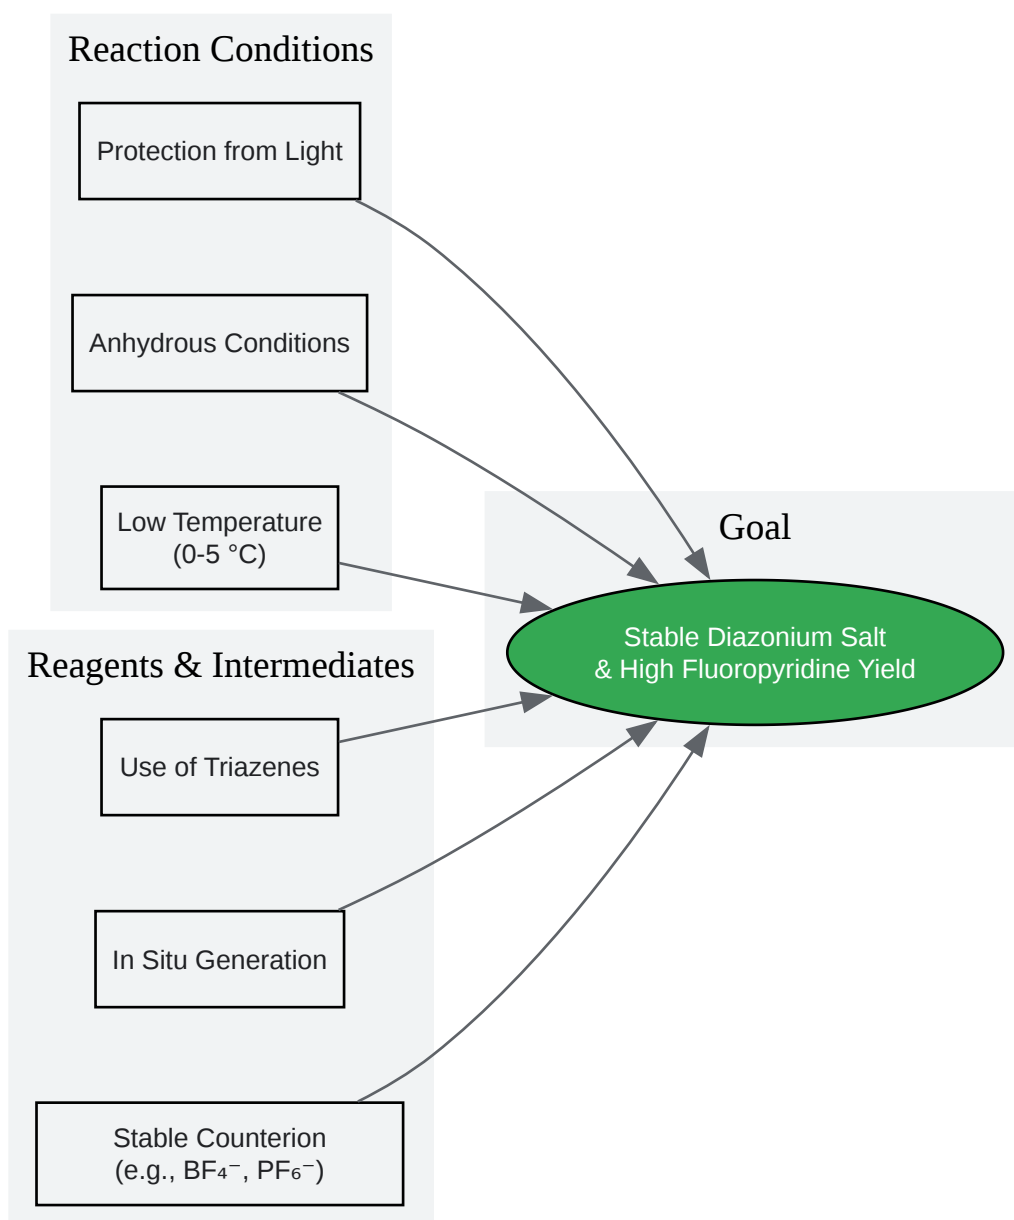 Reaction Conditions
Protection from Light
Anhydrous Conditions
Low Temperature
(0-5 °C)
Goal
Stable Diazonium Salt
& High Fluoropyridine Yield
Reagents & Intermediates
Use of Triazenes
In Situ Generation
Stable Counterion
(e.g., BF₄⁻, PF₆⁻)